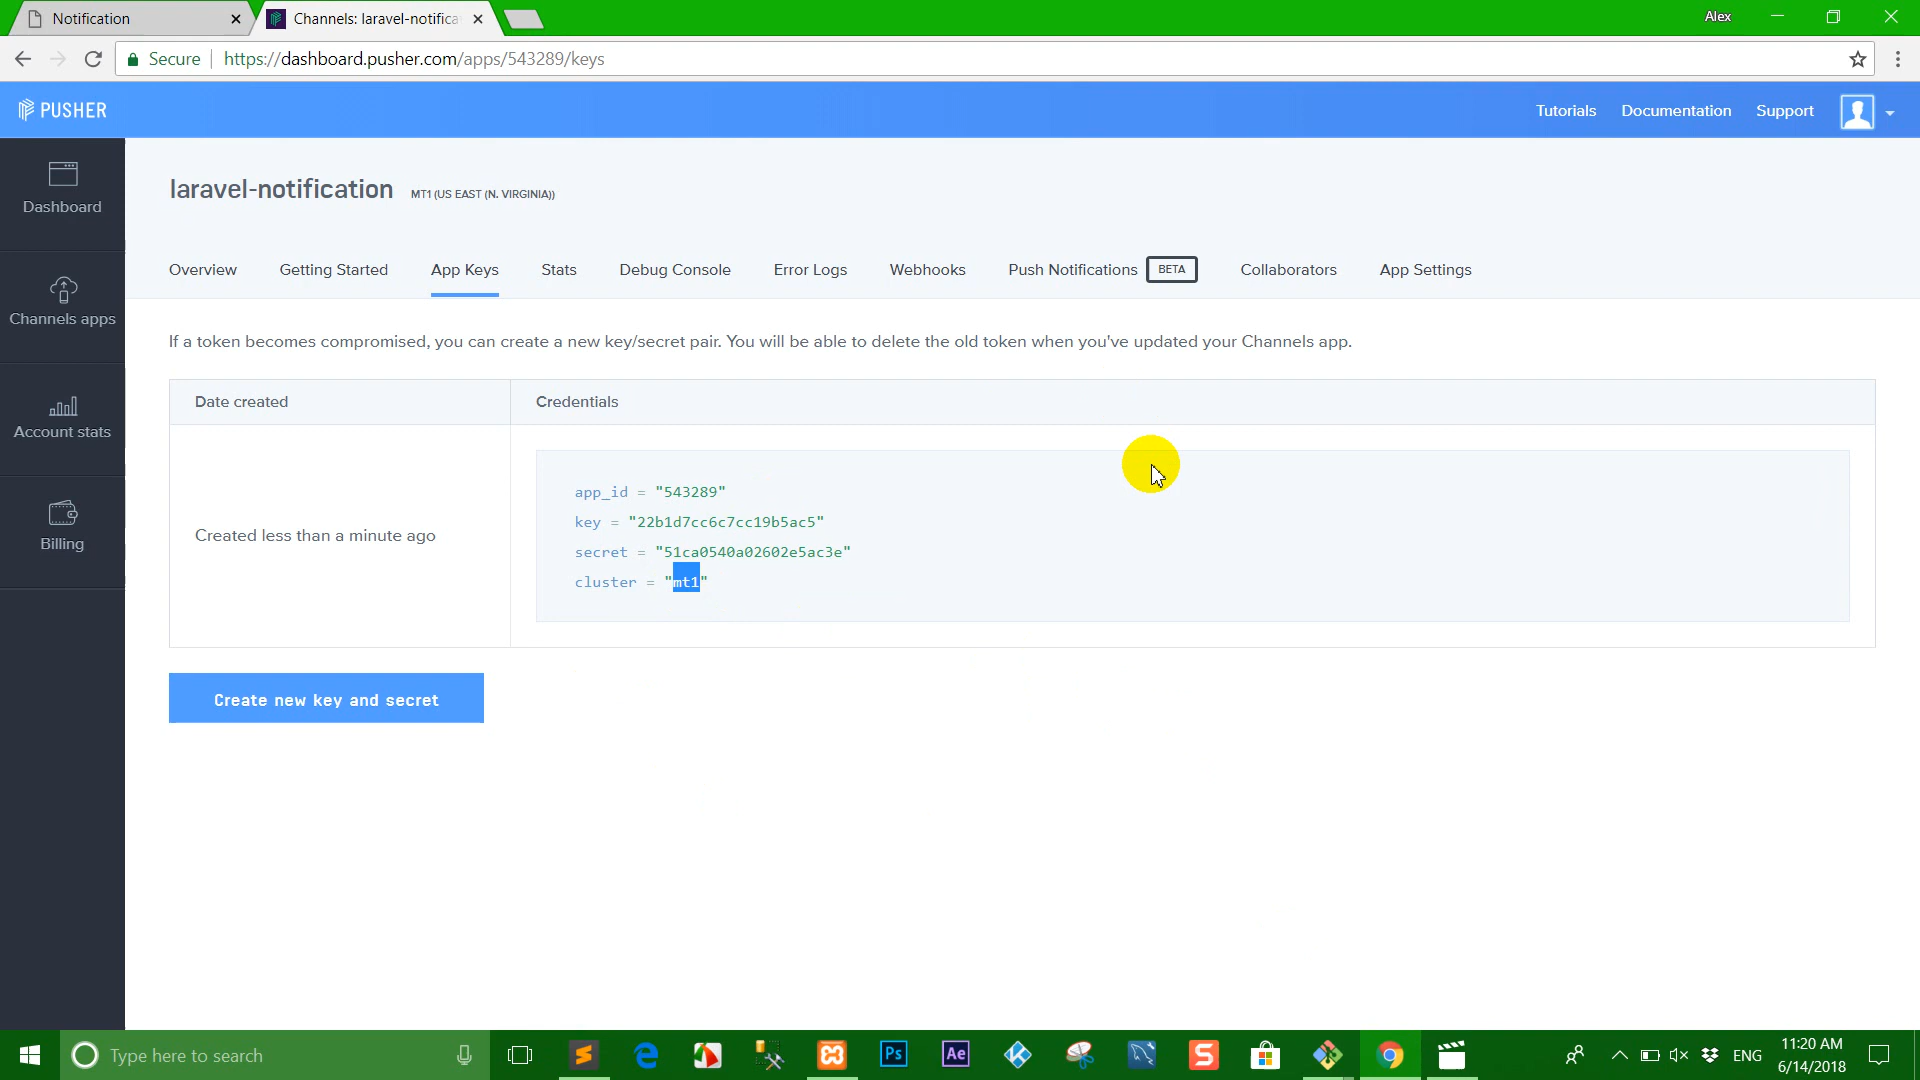 Notification
Channels: laravel-notifica
Alex
Secure
https://dashboard.pusher.com/apps/543289/keys
PUSHER
Tutorials
Documentation
Support
Dashboard
Channels apps
Account stats
Billing
laravel-notification
MT1 (US EAST (N. VIRGINIA))
Overview
Getting Started
App Keys
Stats
Debug Console
Error Logs
Webhooks
Push Notifications BETA
Collaborators
App Settings
If a token becomes compromised, you can create a new key/secret pair. You will be able to delete the old token when you've updated your Channels app.
Date created
Credentials
Created less than a minute ago
app_id = "543289"
key = "22b1d7cc6c7cc19b5ac5"
secret = "51ca0540a02602e5ac3e"
cluster = "mt1"
Create new key and secret
Type here to search
Ps
Ae
S
ENG
11:20 AM
6/14/2018